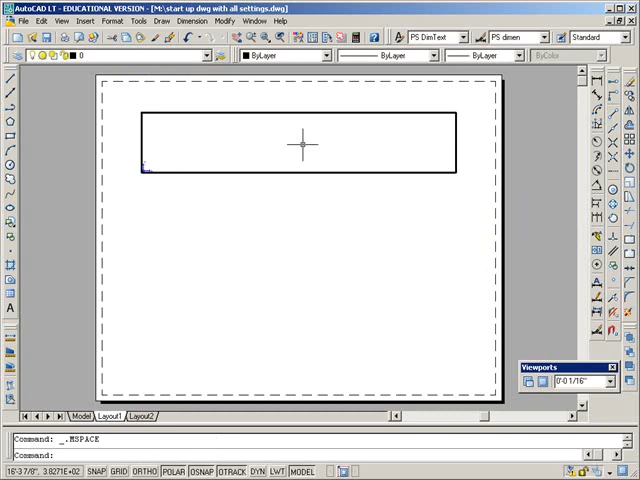 AutoCAD LT - EDUCATIONAL VERSION - [M:\start up dwg with all settings.dwg]
File Edit View Insert Format Tools Draw Dimension Modify Window Help
PS DimText PS dimen Standard
0 ByLayer ByLayer ByLayer ByColor
A
Viewports
0'-0 1/16"
Model Layout1 Layout2
Command: _.MSPACE
Command:
16'-3 7/8", 3.8271E+02 SNAP GRID ORTHO POLAR OSNAP OTRACK DYN LWT MODEL